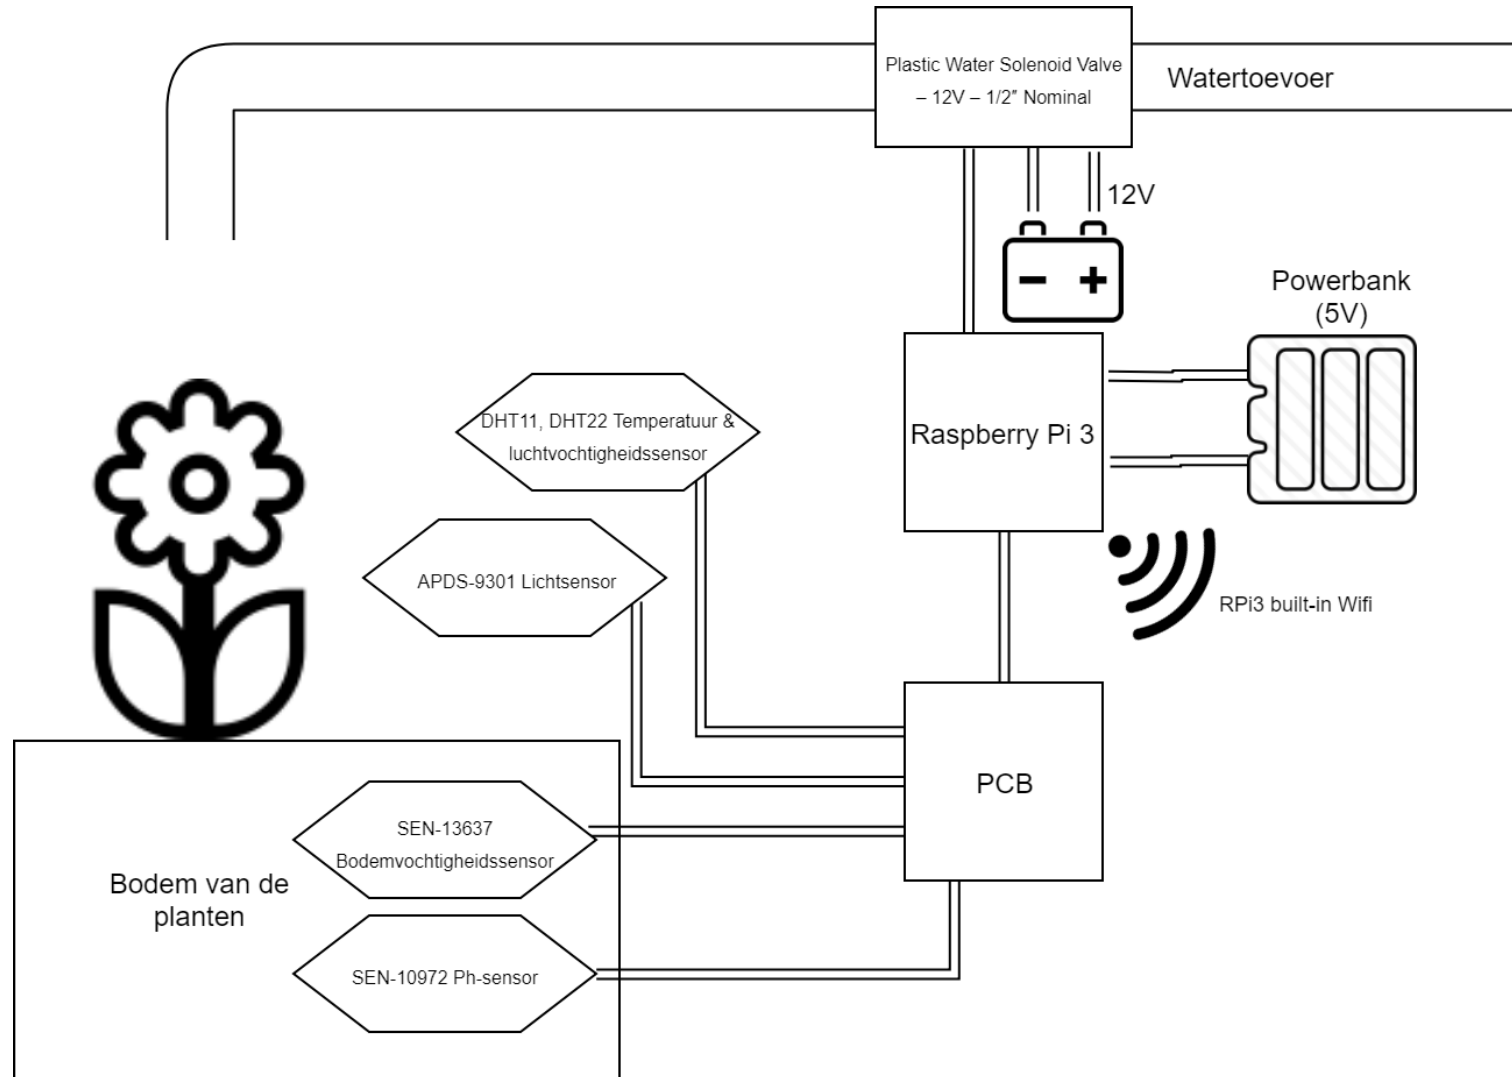 Plastic Water Solenoid Valve
– 12V – 1/2″ Nominal
Watertoevoer
12V
Powerbank
(5V)
DHT11, DHT22 Temperatuur &
luchtvochtigheidssensor
Raspberry Pi 3
APDS-9301 Lichtsensor
RPi3 built-in Wifi
PCB
SEN-13637
Bodemvochtigheidssensor
Bodem van de
planten
SEN-10972 Ph-sensor